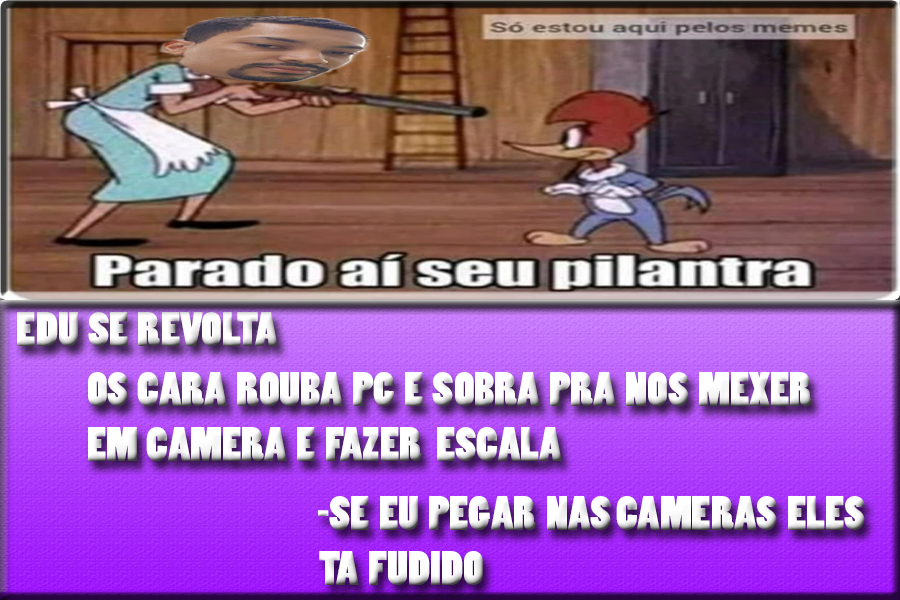 Só estou aqui pelos memes
Parado aí seu pilantra
EDU SE REVOLTA
OS CARA ROUBA PC E SOBRA PRA NOS MEXER
EM CAMERA E FAZER ESCALA
-SE EU PEGAR NAS CAMERAS ELES
TA FUDIDO